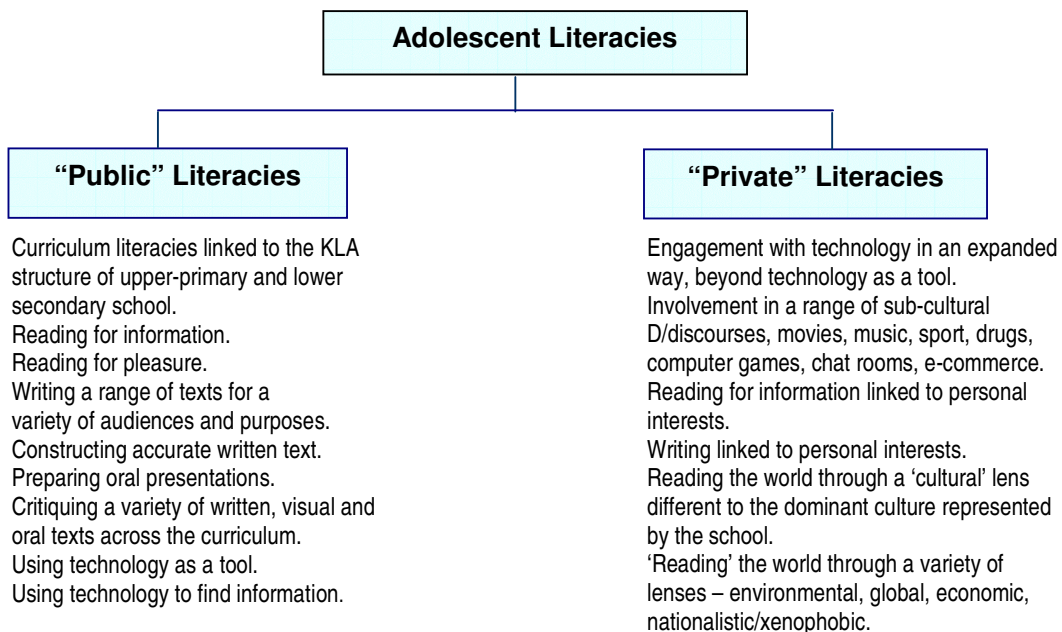 Adolescent Literacies
“Public” Literacies
Curriculum literacies linked to the KLA
structure of upper-primary and lower
secondary school.
Reading for information.
Reading for pleasure.
Writing a range of texts for a
variety of audiences and purposes.
Constructing accurate written text.
Preparing oral presentations.
Critiquing a variety of written, visual and
oral texts across the curriculum.
Using technology as a tool.
Using technology to find information.
“Private” Literacies
Engagement with technology in an expanded
way, beyond technology as a tool.
Involvement in a range of sub-cultural
D/discourses, movies, music, sport, drugs,
computer games, chat rooms, e-commerce.
Reading for information linked to personal
interests.
Writing linked to personal interests.
Reading the world through a ‘cultural’ lens
different to the dominant culture represented
by the school.
‘Reading’ the world through a variety of
lenses – environmental, global, economic,
nationalistic/xenophobic.